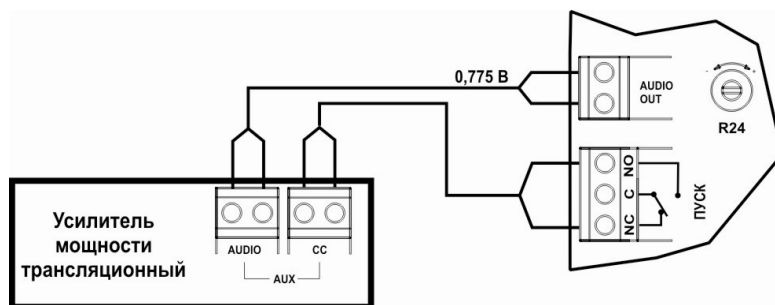 0,775 В
AUDIO
OUT
- +
R24
NO
C
NC
ПУСК
Усилитель
мощности
трансляционный
AUDIO
CC
AUX